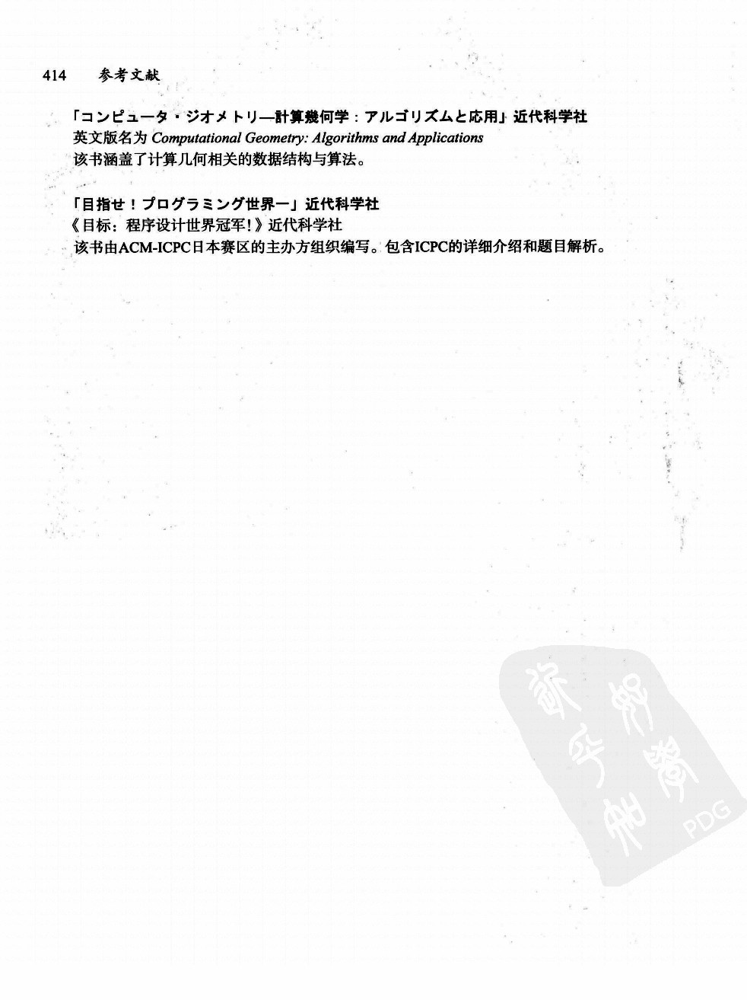 414 参考文献
「コンピュータ・ジオメトリ—計算幾何学：アルゴリズムと応用」近代科学社
英文版名为 Computational Geometry: Algorithms and Applications
该书涵盖了计算几何相关的数据结构与算法。
「目指せ！プログラミング世界一」近代科学社
《目标：程序设计世界冠军!》近代科学社
该书由ACM-ICPC日本赛区的主办方组织编写。包含ICPC的详细介绍和题目解析。
PDG